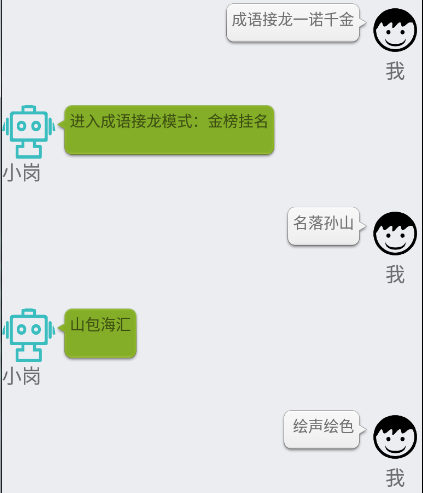 成语接龙一诺千金
我
进入成语接龙模式：金榜挂名
小岗
名落孙山
我
山包海汇
小岗
绘声绘色
我